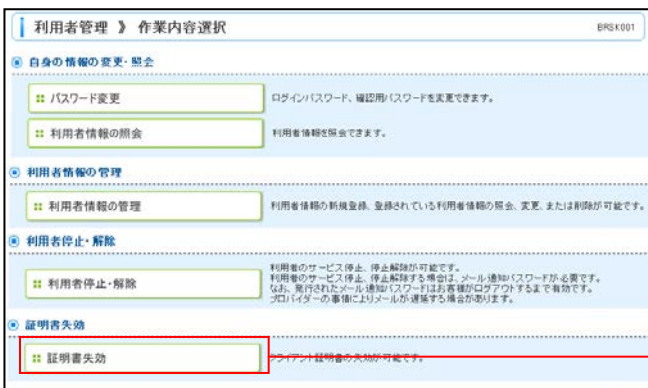 利用者管理 》 作業内容選択
BRSK001
自身の情報の変更・照会
パスワード変更
ログインパスワード、確認用パスワードを変更できます。
利用者情報の照会
利用者情報を照会できます。
利用者情報の管理
利用者情報の管理
利用者情報の新規登録、登録されている利用者情報の照会、変更、または削除が可能です。
利用者停止・解除
利用者停止・解除
利用者のサービス停止、停止解除が可能です。
利用者のサービス停止、停止解除する場合は、メール通知パスワードが必要です。
なお、発行されたメール通知パスワードはお客様がログアウトするまで有効です。
プロバイダーの事情によりメールが遅延する場合があります。
証明書失効
証明書失効
クライアント証明書の失効が可能です。